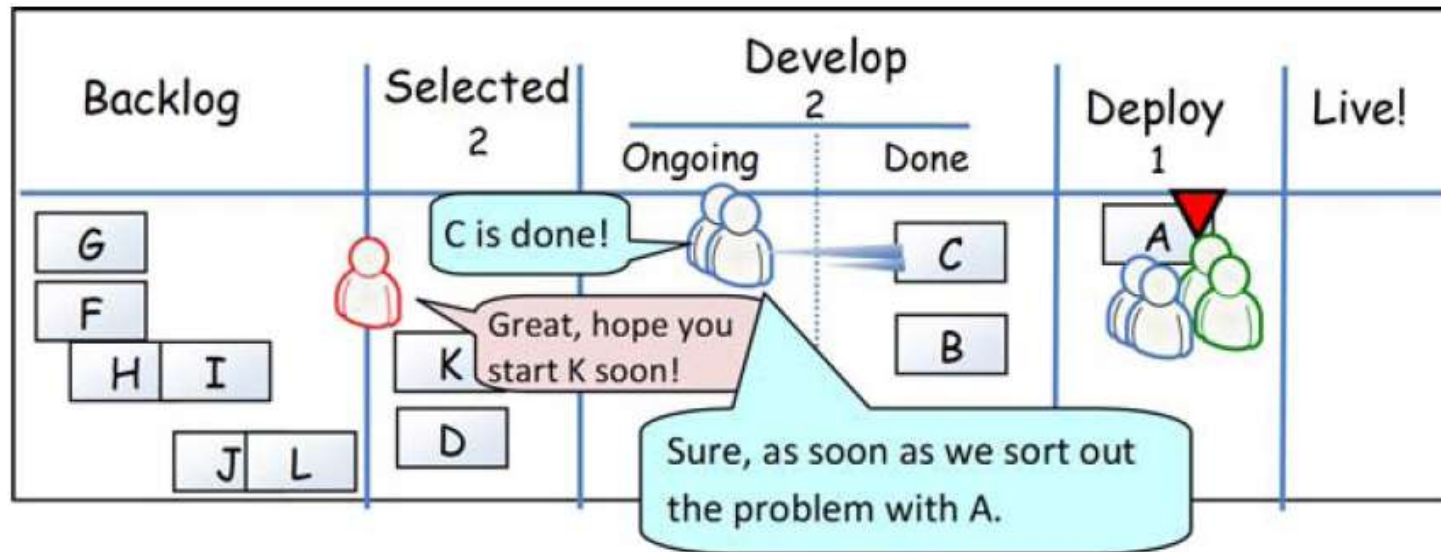 Backlog
Selected
2
Develop
2
Ongoing
Done
Deploy
1
Live!
G
F
H I
J L
C is done!
Great, hope you
start K soon!
K
D
C
B
Sure, as soon as we sort out
the problem with A.
A